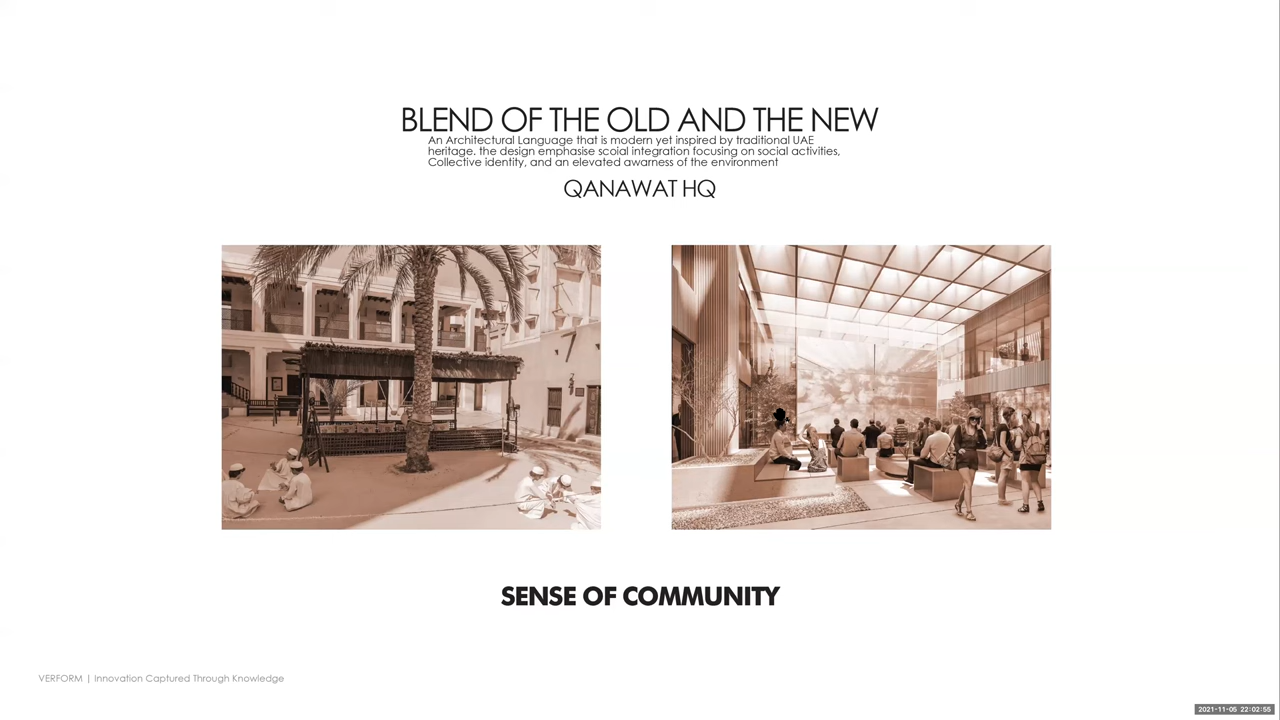 BLEND OF THE OLD AND THE NEW
An Architectural Language that is modern yet inspired by traditional UAE
heritage. the design emphasise scoial integration focusing on social activities,
Collective identity, and an elevated awarness of the environment
QANAWAT HQ
SENSE OF COMMUNITY
VERFORM | Innovation Captured Through Knowledge
2021-11-05 22:02:55